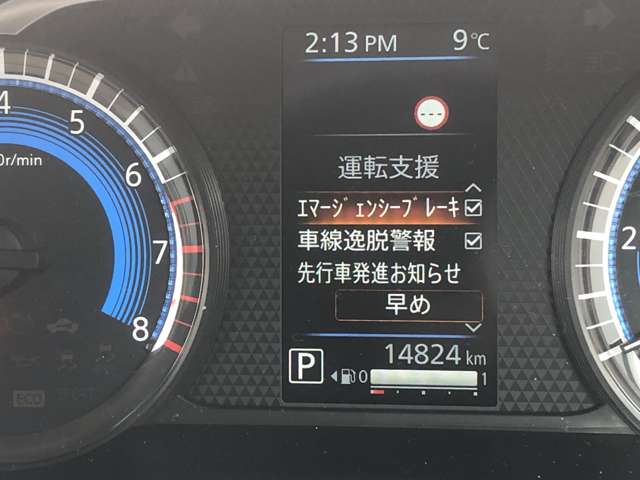 2:13 PM 9℃
---
運転支援
ｴﾏｰｼﾞｪﾝｼｰﾌﾞﾚｰｷ
車線逸脱警報
先行車発進お知らせ
早め
P 14824 km
0 1
4
5
6
7
8
0r/min
ECO
2